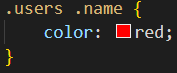 .users .name {
    color: red;
}